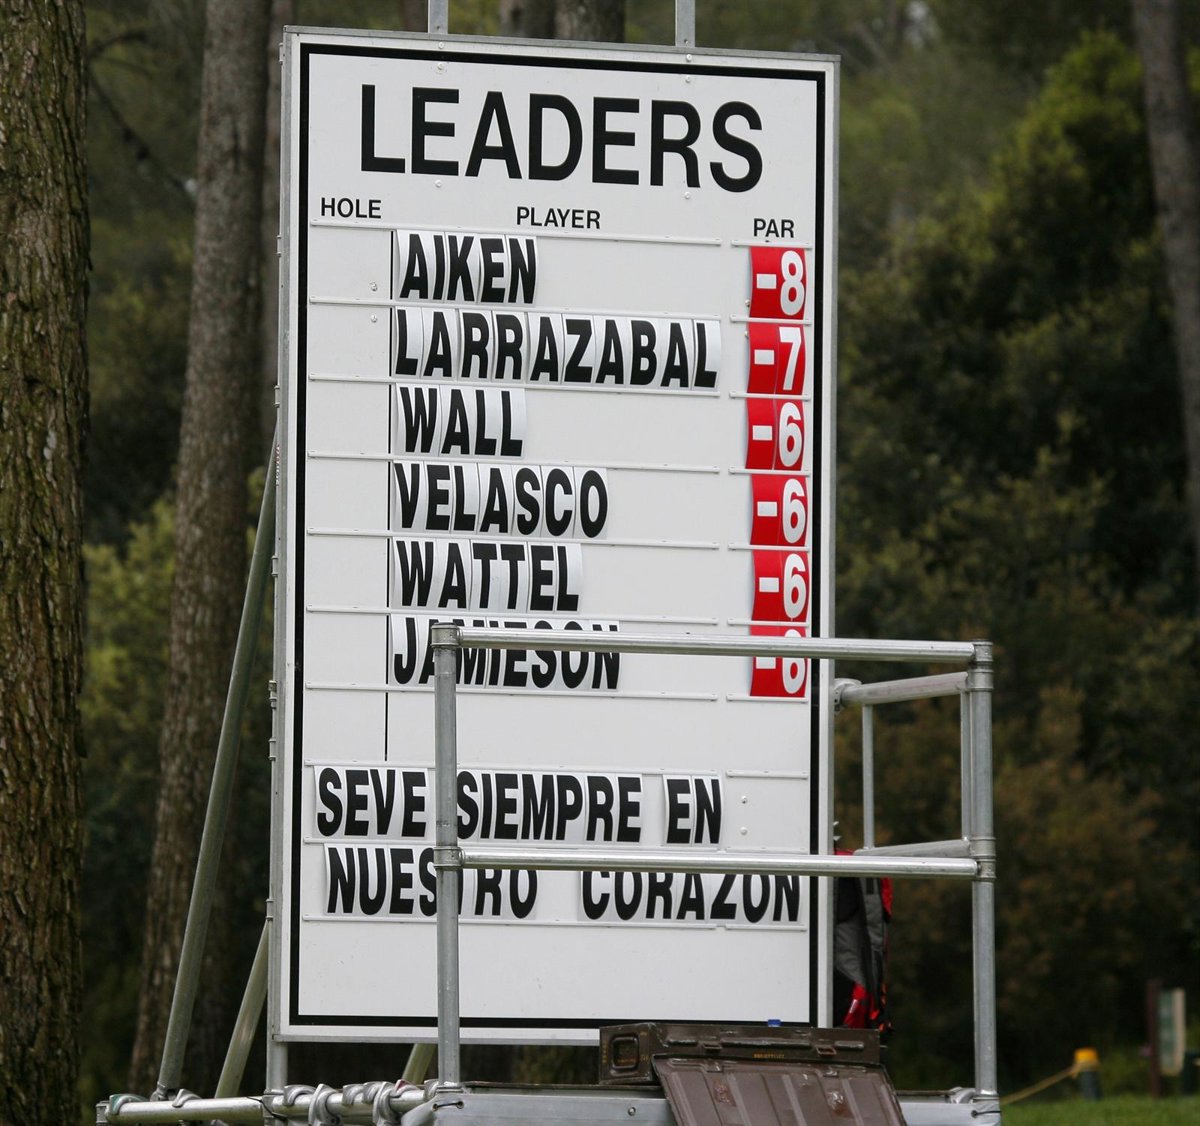 LEADERS
HOLE PLAYER PAR
AIKEN -8
LARRAZABAL -7
WALL -6
VELASCO -6
WATTEL -6
JAMIESON -6
SEVE SIEMPRE EN
NUESTRO CORAZON